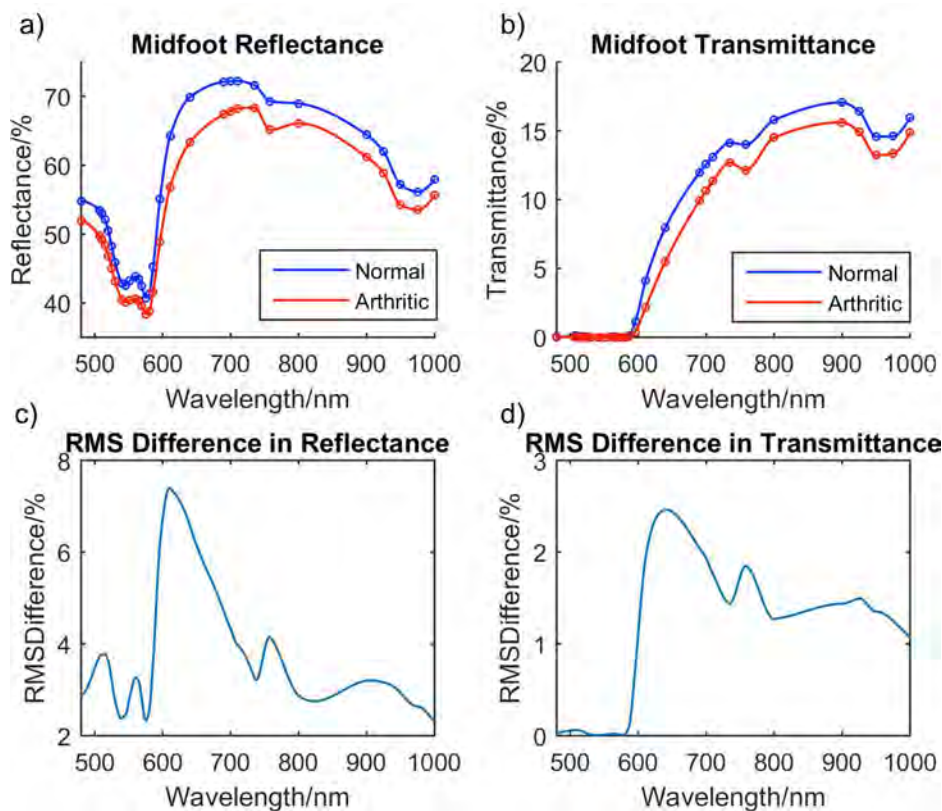 a)
Midfoot Reflectance
Reflectance/%
70
60
50
40
Normal
Arthritic
500 600 700 800 900 1000
Wavelength/nm
b)
Midfoot Transmittance
Transmittance/%
20
15
10
5
0
Normal
Arthritic
500 600 700 800 900 1000
Wavelength/nm
c)
RMS Difference in Reflectance
RMSDifference/%
8
6
4
2
500 600 700 800 900 1000
Wavelength/nm
d)
RMS Difference in Transmittance
RMSDifference/%
3
2
1
0
500 600 700 800 900 1000
Wavelength/nm